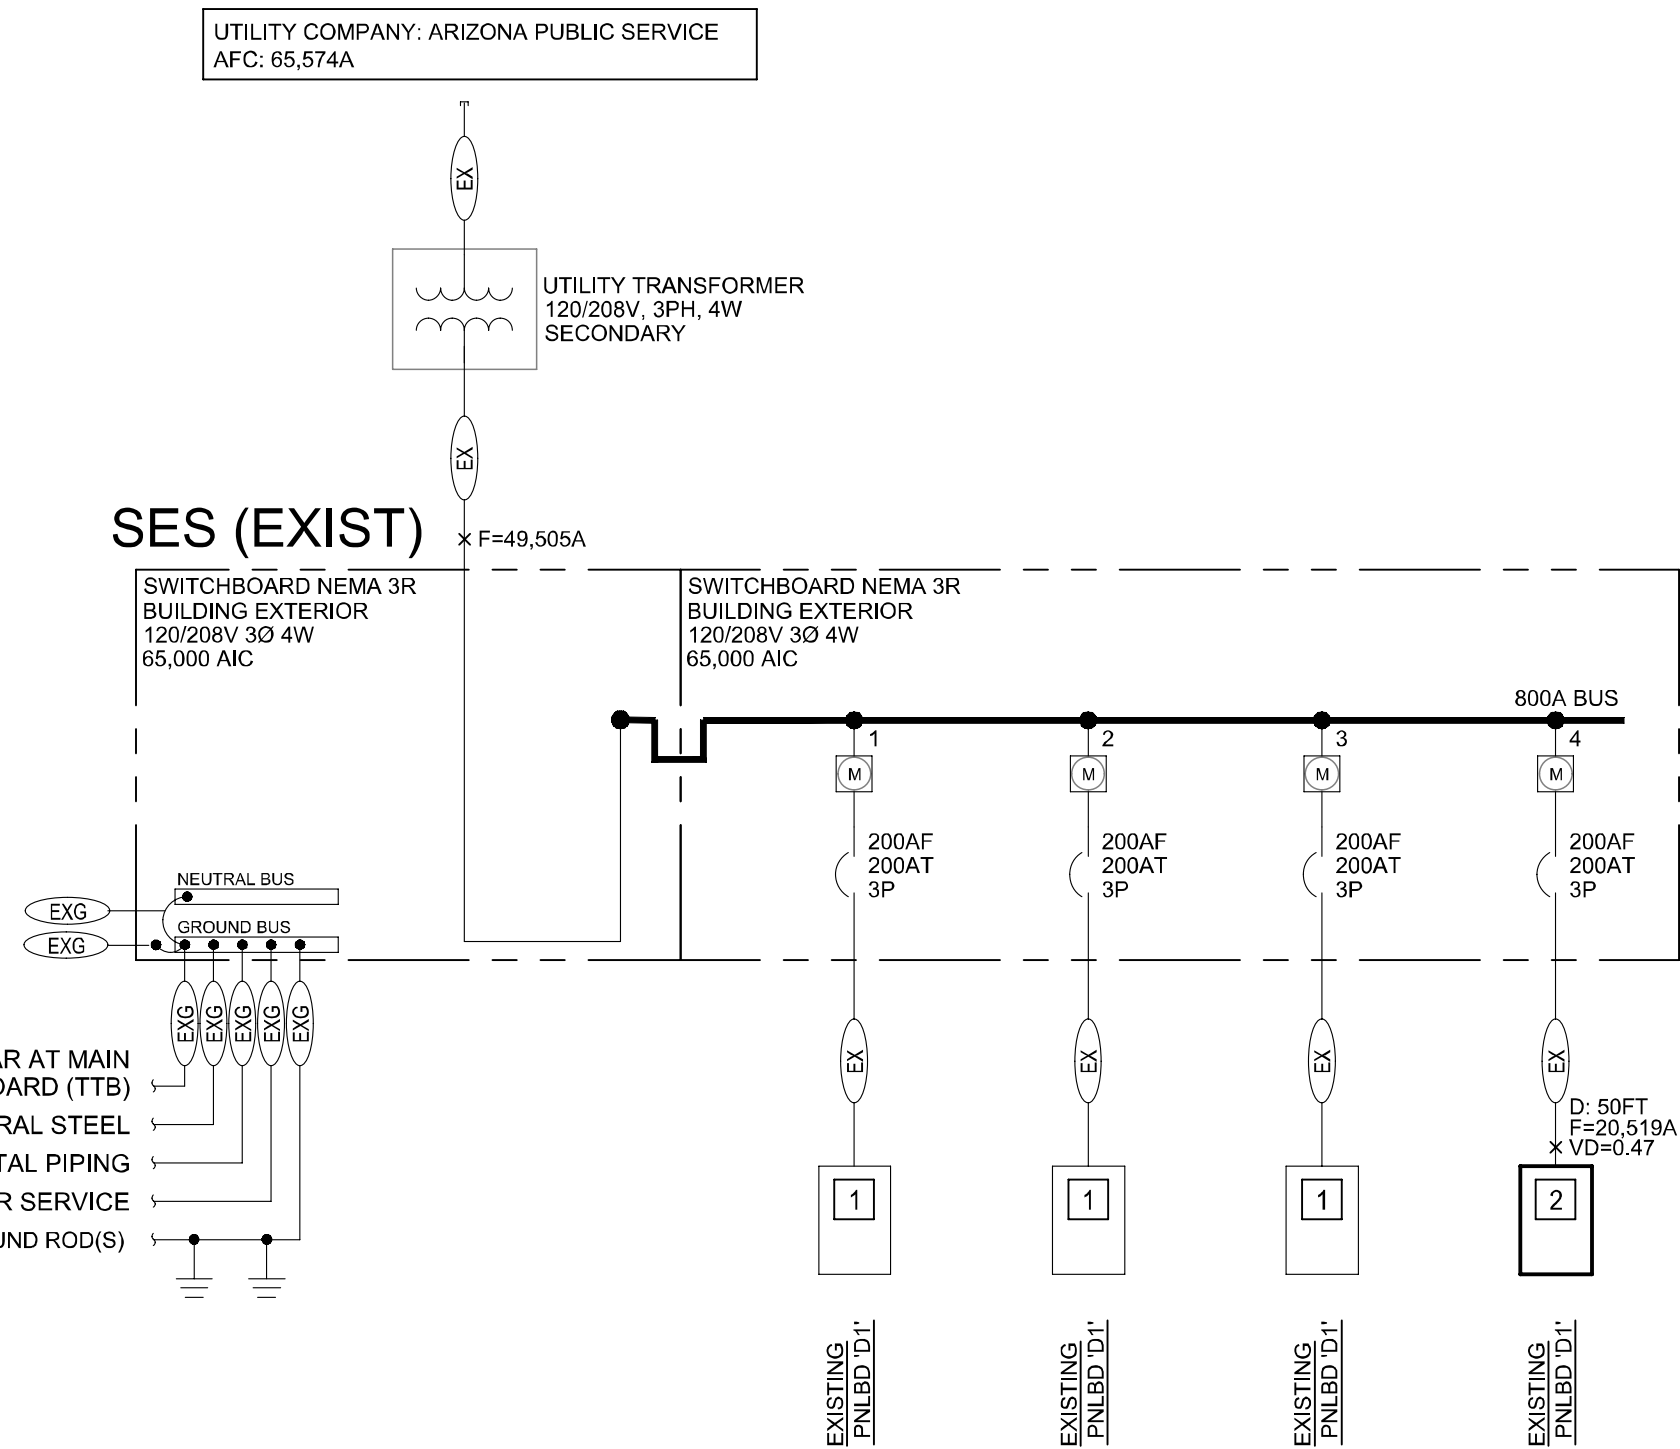 UTILITY COMPANY: ARIZONA PUBLIC SERVICE
AFC: 65,574A
EX
UTILITY TRANSFORMER
120/208V, 3PH, 4W
SECONDARY
EX
SES (EXIST)
F=49,505A
SWITCHBOARD NEMA 3R
BUILDING EXTERIOR
120/208V 3Ø 4W
65,000 AIC
SWITCHBOARD NEMA 3R
BUILDING EXTERIOR
120/208V 3Ø 4W
65,000 AIC
800A BUS
1
2
3
4
M
M
M
M
200AF
200AT
3P
200AF
200AT
3P
200AF
200AT
3P
200AF
200AT
3P
NEUTRAL BUS
EXG
GROUND BUS
EXG
EXG
EXG
EXG
EXG
EXG
AR AT MAIN
OARD (TTB)
RAL STEEL
TAL PIPING
R SERVICE
UND ROD(S)
EX
EX
EX
EX
D: 50FT
F=20,519A
VD=0.47
1
1
1
2
EXISTING
PNLBD 'D1'
EXISTING
PNLBD 'D1'
EXISTING
PNLBD 'D1'
EXISTING
PNLBD 'D1'